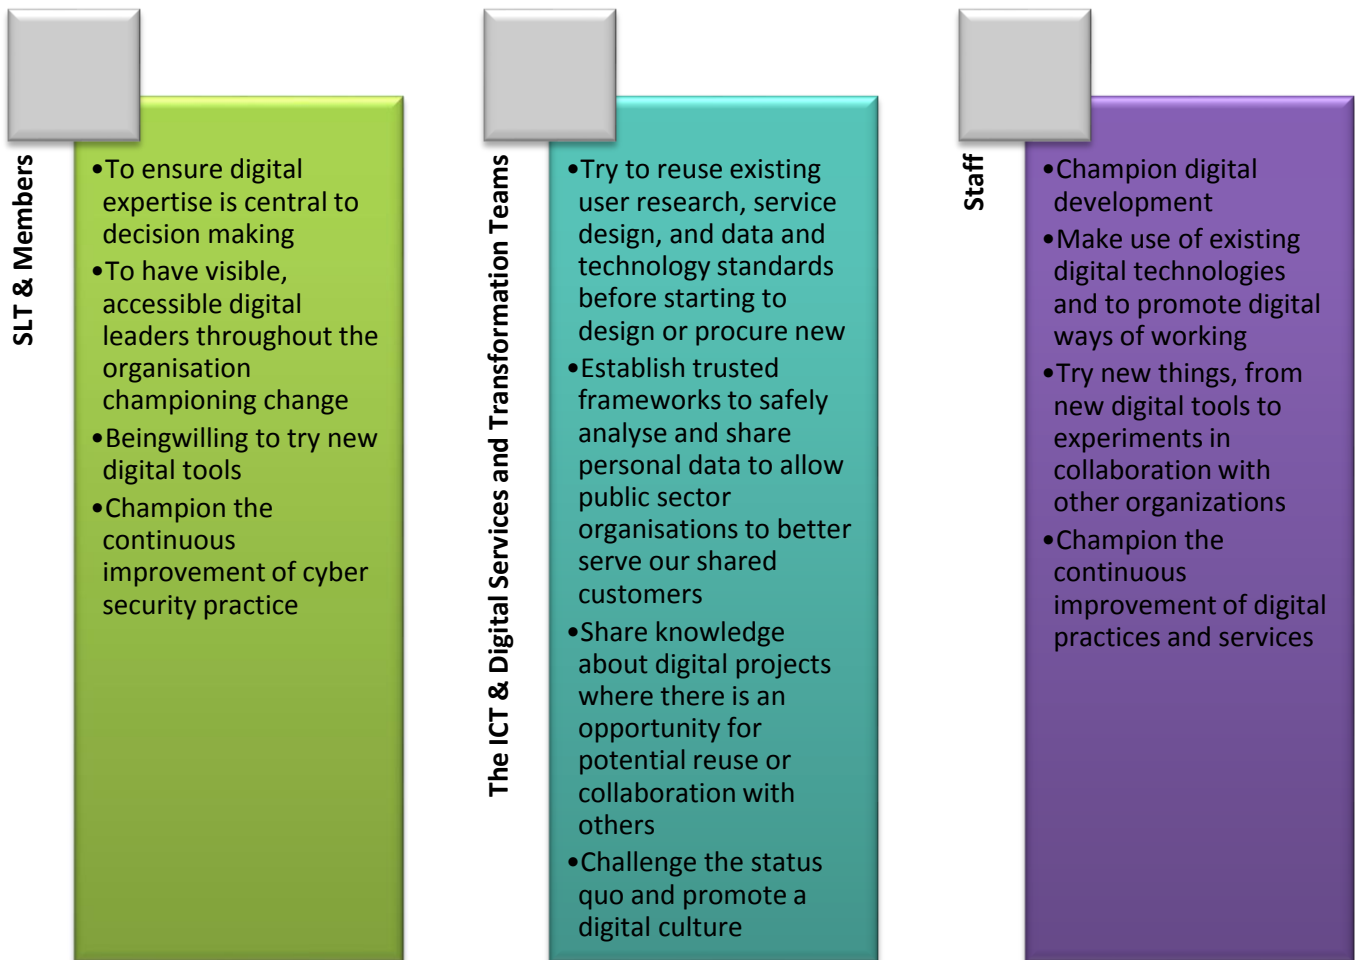 SLT & Members
•To ensure digital
expertise is central to
decision making
•To have visible,
accessible digital
leaders throughout the
organisation
championing change
•Beingwilling to try new
digital tools
•Champion the
continuous
improvement of cyber
security practice
The ICT & Digital Services and Transformation Teams
•Try to reuse existing
user research, service
design, and data and
technology standards
before starting to
design or procure new
•Establish trusted
frameworks to safely
analyse and share
personal data to allow
public sector
organisations to better
serve our shared
customers
•Share knowledge
about digital projects
where there is an
opportunity for
potential reuse or
collaboration with
others
•Challenge the status
quo and promote a
digital culture
Staff
•Champion digital
development
•Make use of existing
digital technologies
and to promote digital
ways of working
•Try new things, from
new digital tools to
experiments in
collaboration with
other organizations
•Champion the
continuous
improvement of digital
practices and services